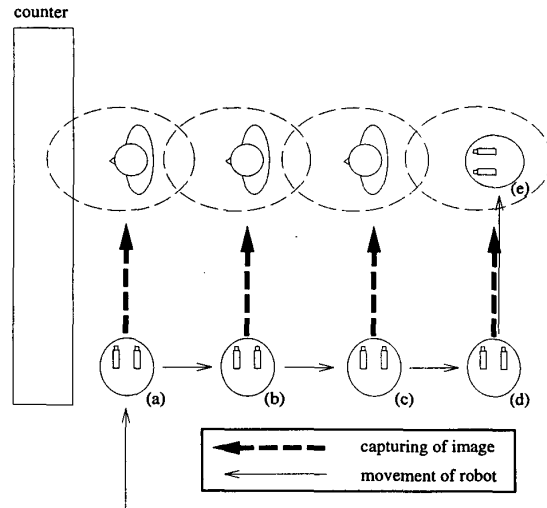 counter
(e)
(a)
(b)
(c)
(d)
capturing of image
movement of robot